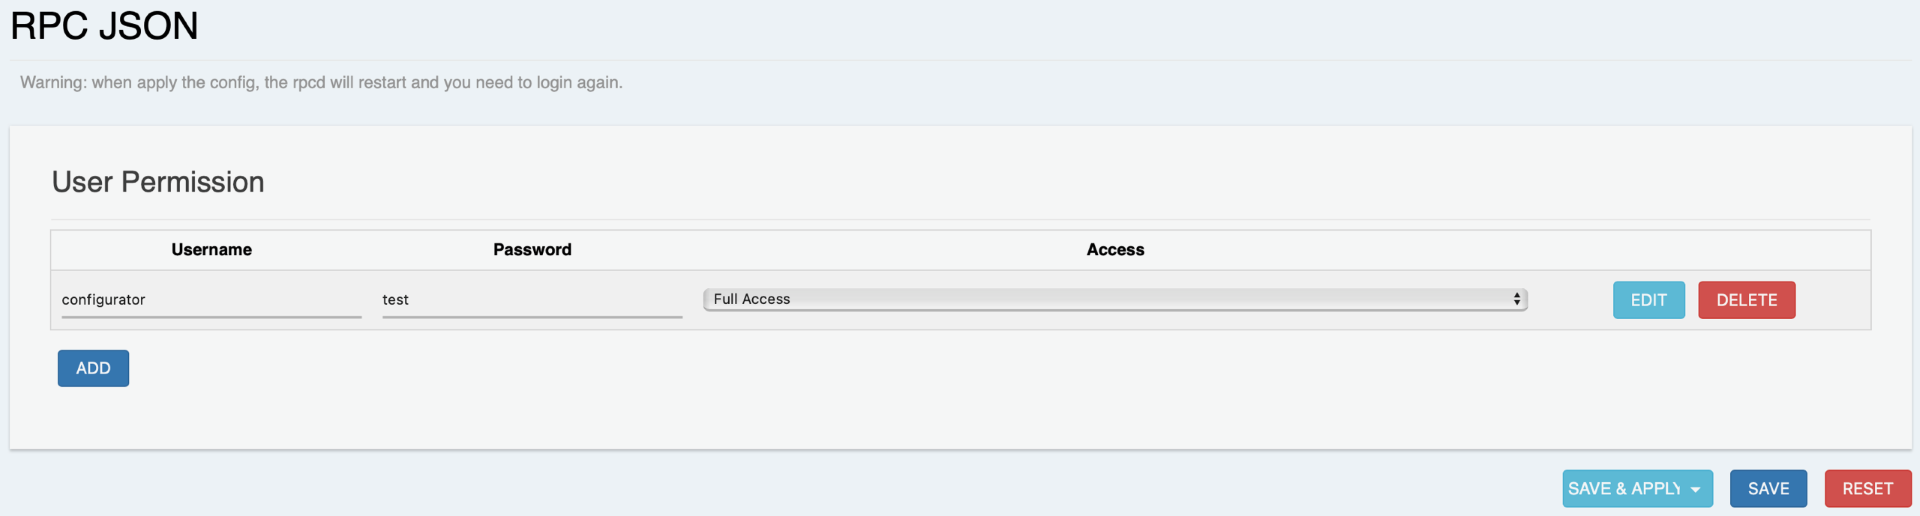 RPC JSON
Warning: when apply the config, the rpcd will restart and you need to login again.
User Permission
Username Password Access
configurator test Full Access EDIT DELETE
ADD
SAVE & APPLY SAVE RESET